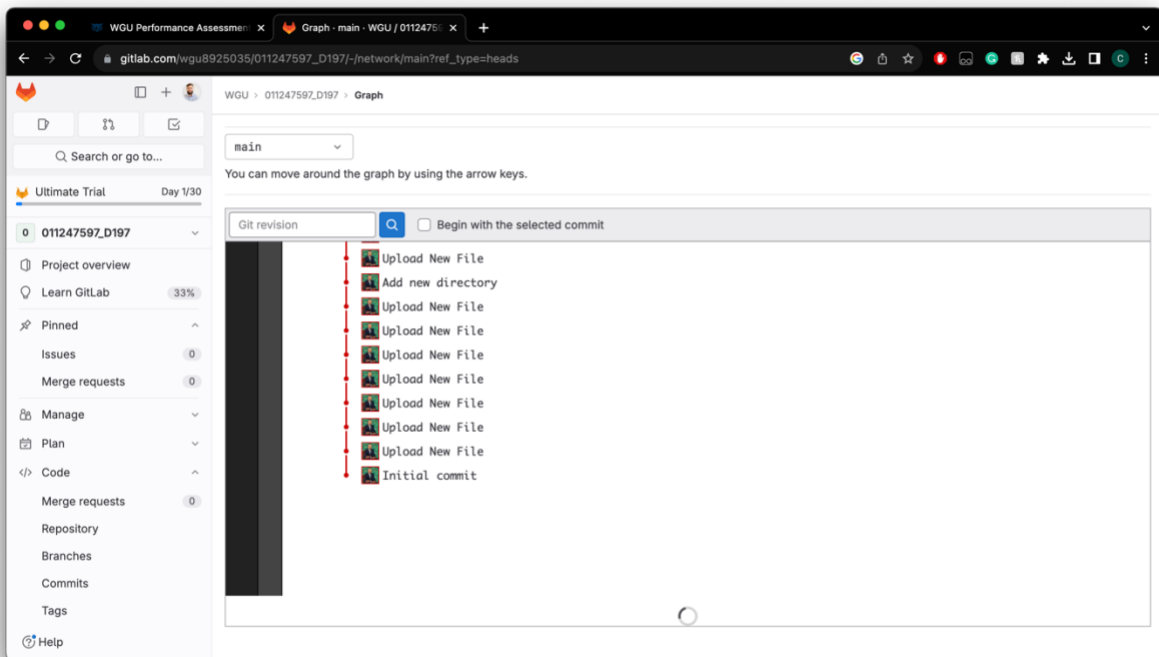 WGU Performance Assessmen
Graph · main · WGU / 0112475
gitlab.com/wgu8925035/011247597_D197/-/network/main?ref_type=heads
C
WGU > 011247597_D197 > Graph
Search or go to...
Ultimate Trial Day 1/30
0 011247597_D197
Project overview
Learn GitLab 33%
Pinned
Issues 0
Merge requests 0
Manage
Plan
Code
Merge requests 0
Repository
Branches
Commits
Tags
Help
main
You can move around the graph by using the arrow keys.
Git revision
Begin with the selected commit
Upload New File
Add new directory
Upload New File
Upload New File
Upload New File
Upload New File
Upload New File
Upload New File
Upload New File
Initial commit